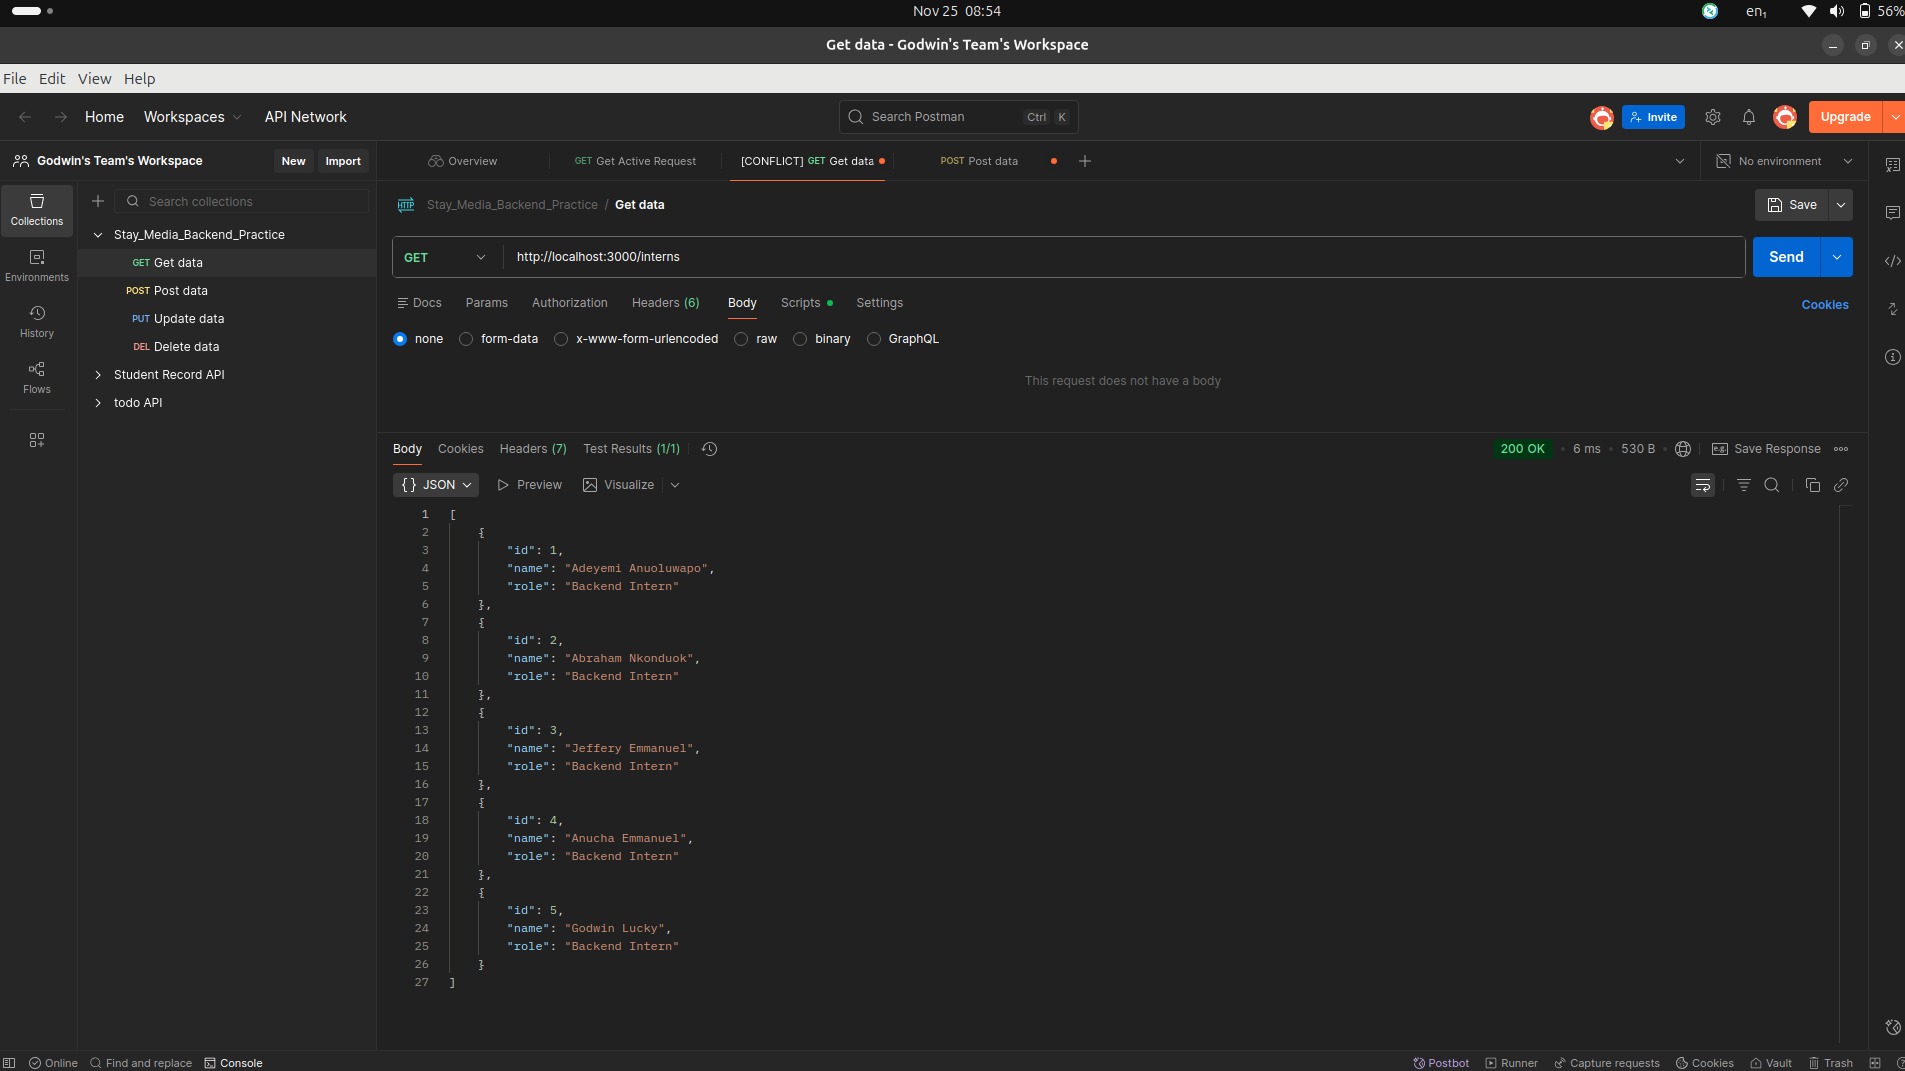 Nov 25 08:54
en₁
56%
Get data - Godwin's Team's Workspace
File Edit View Help
Home Workspaces API Network
Search Postman Ctrl K
Invite
Upgrade
Godwin's Team's Workspace New Import
Overview GET Get Active Request [CONFLICT] GET Get data POST Post data
No environment
Collections
Environments
History
Flows
Search collections
Stay_Media_Backend_Practice
GET Get data
POST Post data
PUT Update data
DEL Delete data
Student Record API
todo API
HTTP Stay_Media_Backend_Practice / Get data
Save
GET http://localhost:3000/interns
Send
Docs Params Authorization Headers (6) Body Scripts Settings
Cookies
none form-data x-www-form-urlencoded raw binary GraphQL
This request does not have a body
Body Cookies Headers (7) Test Results (1/1)
200 OK • 6 ms • 530 B • e.g. Save Response
{} JSON Preview Visualize
1 [
2 {
3 "id": 1,
4 "name": "Adeyemi Anuoluwapo",
5 "role": "Backend Intern"
6 },
7 {
8 "id": 2,
9 "name": "Abraham Nkonduok",
10 "role": "Backend Intern"
11 },
12 {
13 "id": 3,
14 "name": "Jeffery Emmanuel",
15 "role": "Backend Intern"
16 },
17 {
18 "id": 4,
19 "name": "Anucha Emmanuel",
20 "role": "Backend Intern"
21 },
22 {
23 "id": 5,
24 "name": "Godwin Lucky",
25 "role": "Backend Intern"
26 }
27 ]
Online Find and replace Console
Postbot Runner Capture requests Cookies Vault Trash